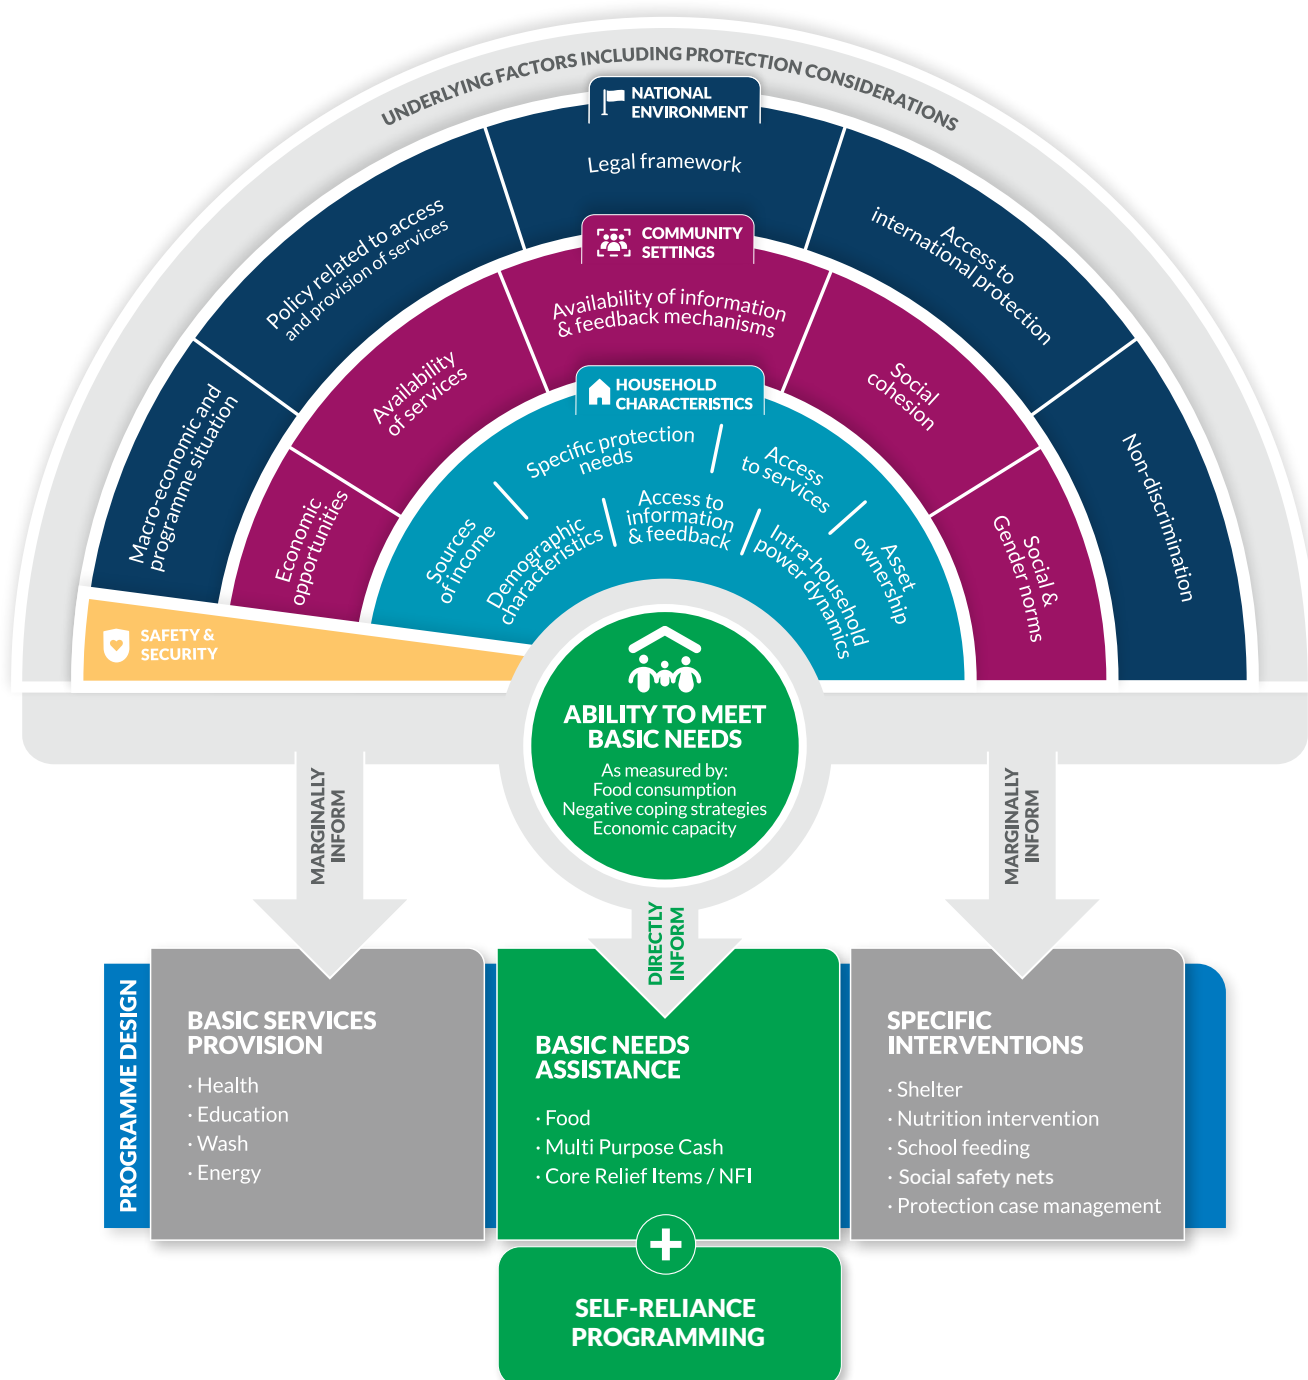 UNDERLYING FACTORS INCLUDING PROTECTION CONSIDERATIONS
NATIONAL
ENVIRONMENT
Macro-economic and
programme situation
Policy related to access
and provision of services
Legal framework
Access to
international protection
Non-discrimination
COMMUNITY
SETTINGS
Economic
opportunities
Availability
of services
Availability of information
& feedback mechanisms
Social
cohesion
Social &
Gender norms
HOUSEHOLD
CHARACTERISTICS
Sources
of income
Specific protection
needs
Access
to services
Asset
ownership
Demographic
characteristics
Access to
information
& feedback
Intra-household
power dynamics
SAFETY &
SECURITY
ABILITY TO MEET
BASIC NEEDS
As measured by:
Food consumption
Negative coping strategies
Economic capacity
MARGINALLY
INFORM
DIRECTLY
INFORM
MARGINALLY
INFORM
PROGRAMME DESIGN
BASIC SERVICES
PROVISION
· Health
· Education
· Wash
· Energy
BASIC NEEDS
ASSISTANCE
· Food
· Multi Purpose Cash
· Core Relief Items / NFI
SPECIFIC
INTERVENTIONS
· Shelter
· Nutrition intervention
· School feeding
· Social safety nets
· Protection case management
+
SELF-RELIANCE
PROGRAMMING